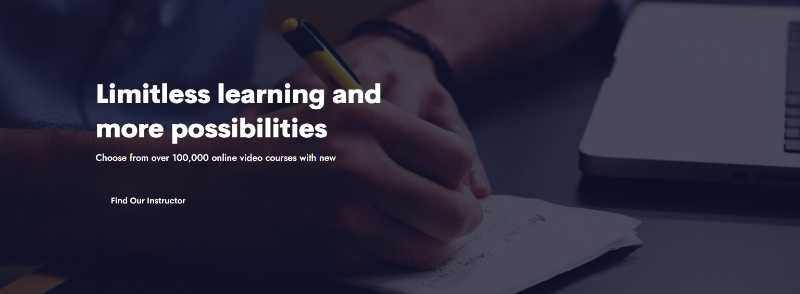 Limitless learning and
more possibilities
Choose from over 100,000 online video courses with new
Find Our Instructor